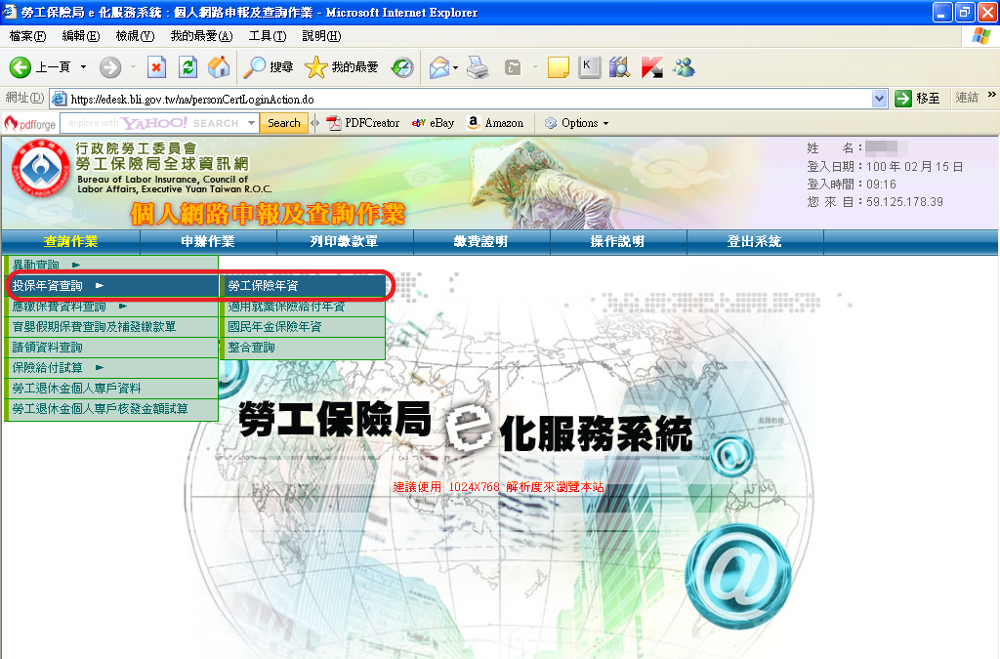 勞工保險局 e 化服務系統：個人網路申報及查詢作業 - Microsoft Internet Explorer
檔案(F) 編輯(E) 檢視(V) 我的最愛(A) 工具(T) 說明(H)
上一頁 搜尋 我的最愛
網址(D) https://edesk.bli.gov.tw/na/personCertLoginAction.do 移至 連結 »
pdfforge explore with YAHOO! SEARCH Search PDFCreator eBay Amazon Options
行政院勞工委員會
勞工保險局全球資訊網
Bureau of Labor Insurance, Council of
Labor Affairs, Executive Yuan Taiwan R.O.C.
個人網路申報及查詢作業
姓 名：
登入日期：100 年 02 月 15 日
登入時間：09:16
您 來 自：59.125.178.39
查詢作業 申辦作業 列印繳款單 繳費證明 操作說明 登出系統
異動查詢
投保年資查詢 勞工保險年資
應繳保費資料查詢 適用就業保險給付年資
育嬰假期保費查詢及補發繳款單 國民年金保險年資
請領資料查詢 整合查詢
保險給付試算
勞工退休金個人專戶資料
勞工退休金個人專戶核發金額試算
勞工保險局 e 化服務系統
建議使用 1024X768 解析度來瀏覽本站